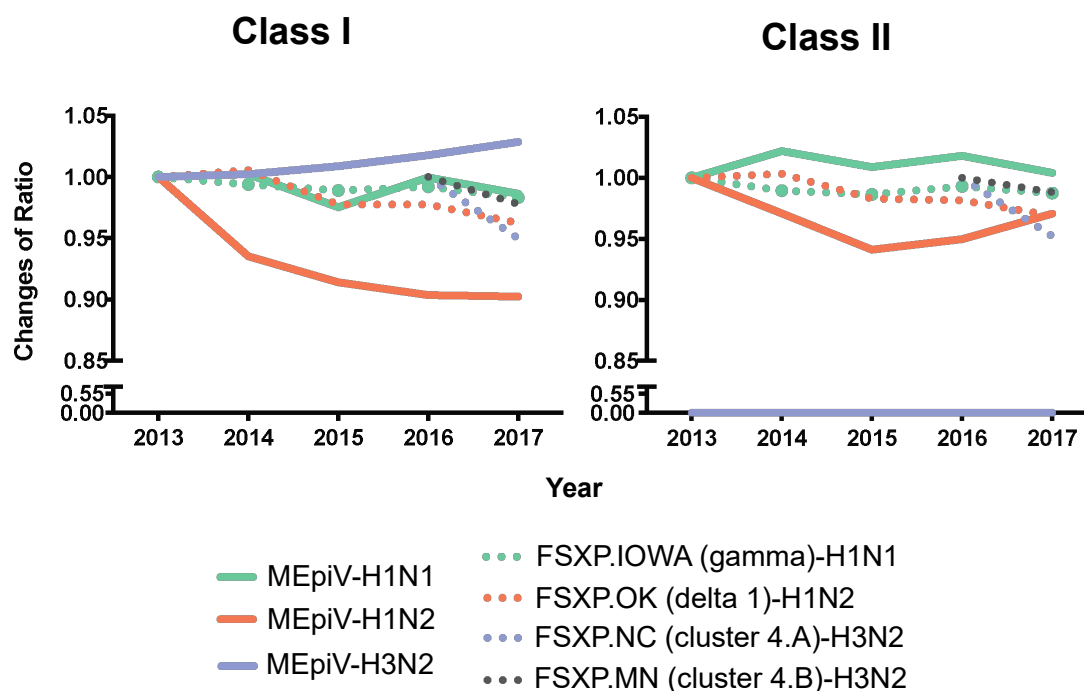 Class I
Class II
Changes of Ratio
1.05
1.00
0.95
0.90
0.85
0.55
0.00
2013 2014 2015 2016 2017
1.05
1.00
0.95
0.90
0.85
0.55
0.00
2013 2014 2015 2016 2017
Year
MEpiV-H1N1
MEpiV-H1N2
MEpiV-H3N2
FSXP.IOWA (gamma)-H1N1
FSXP.OK (delta 1)-H1N2
FSXP.NC (cluster 4.A)-H3N2
FSXP.MN (cluster 4.B)-H3N2